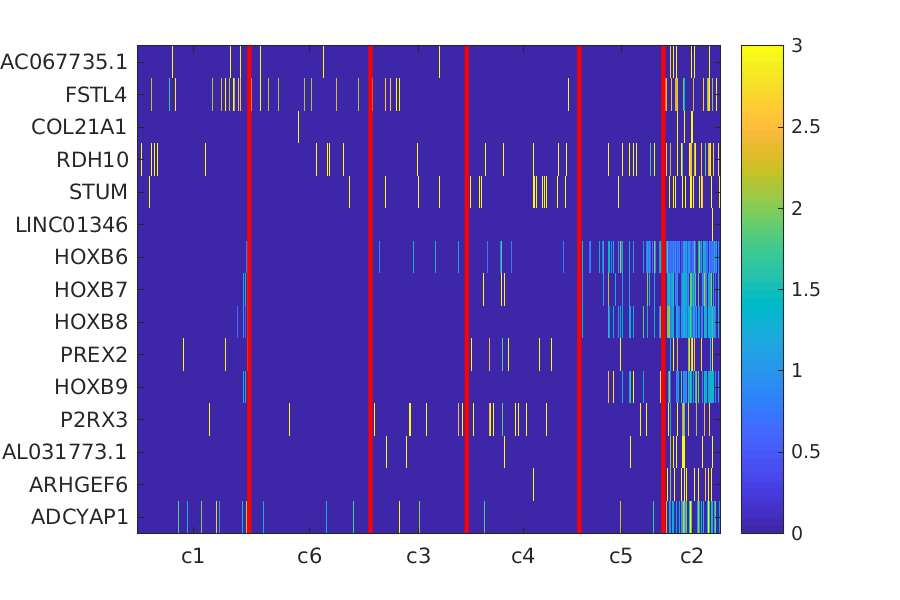 AC067735.1
FSTL4
COL21A1
RDH10
STUM
LINC01346
HOXB6
HOXB7
HOXB8
PREX2
HOXB9
P2RX3
AL031773.1
ARHGEF6
ADCYAP1
c1 c6 c3 c4 c5 c2
3
2.5
2
1.5
1
0.5
0